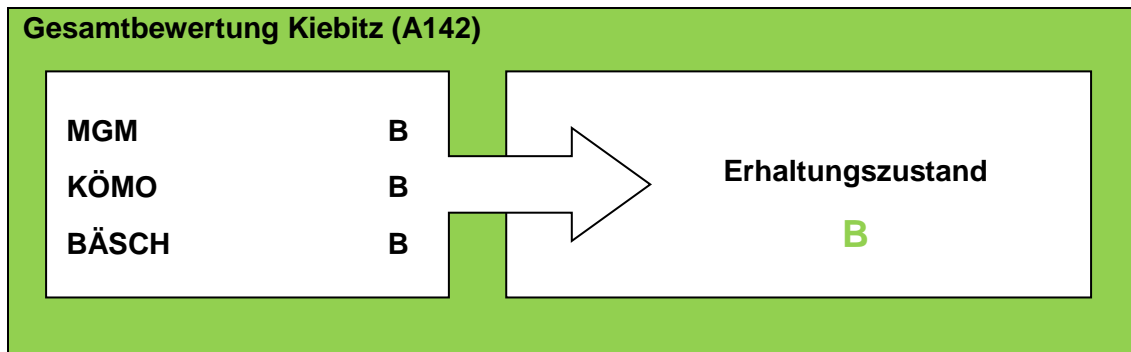 Gesamtbewertung Kiebitz (A142)
MGM B
KÖMO B
BÄSCH B
Erhaltungszustand
B